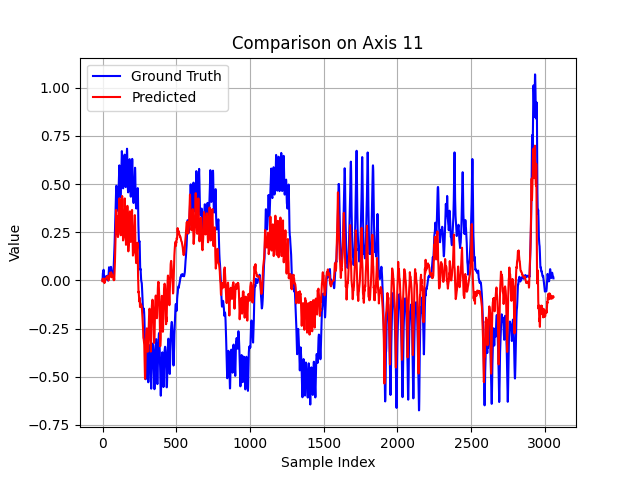 Comparison on Axis 11
Ground Truth
Predicted
1.00
0.75
0.50
0.25
0.00
−0.25
−0.50
−0.75
Value
0 500 1000 1500 2000 2500 3000
Sample Index